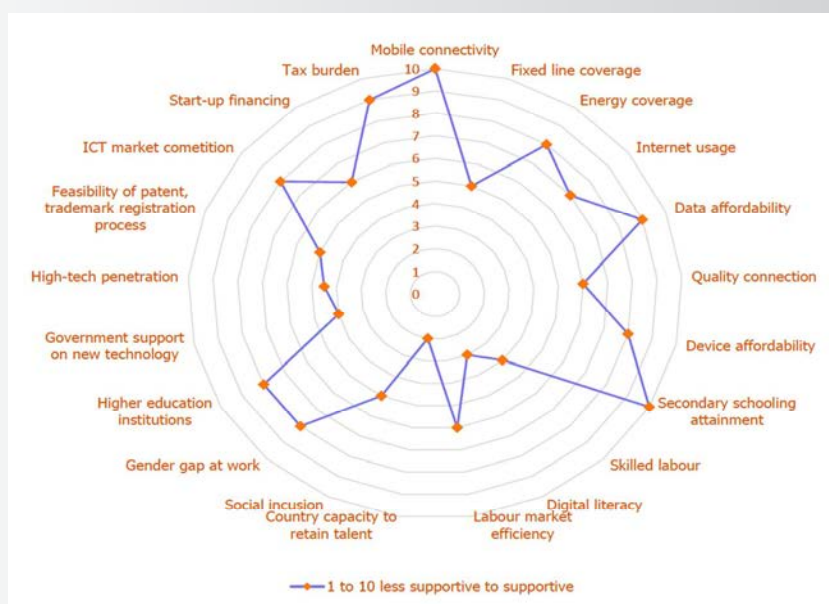 Mobile connectivity
Tax burden
Fixed line coverage
Start-up financing
Energy coverage
ICT market cometition
Internet usage
Feasibility of patent,
trademark registration
process
Data affordability
High-tech penetration
Quality connection
Government support
on new technology
Device affordability
Higher education
institutions
Secondary schooling
attainment
Gender gap at work
Skilled labour
Social incusion
Digital literacy
Country capacity to
retain talent
Labour market
efficiency
10
9
8
7
6
5
4
3
2
1
0
1 to 10 less supportive to supportive